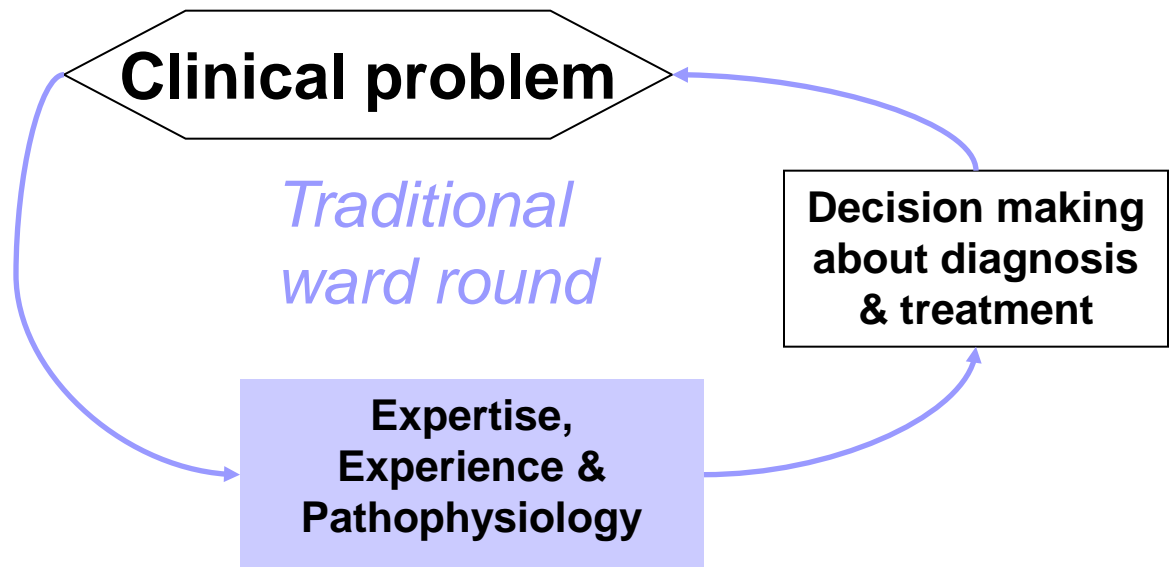 Clinical problem
Traditional
ward round
Decision making
about diagnosis
& treatment
Expertise,
Experience &
Pathophysiology